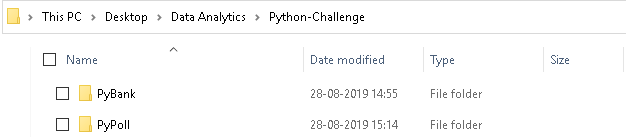 This PC > Desktop > Data Analytics > Python-Challenge
Name Date modified Type Size
PyBank 28-08-2019 14:55 File folder
PyPoll 28-08-2019 15:14 File folder